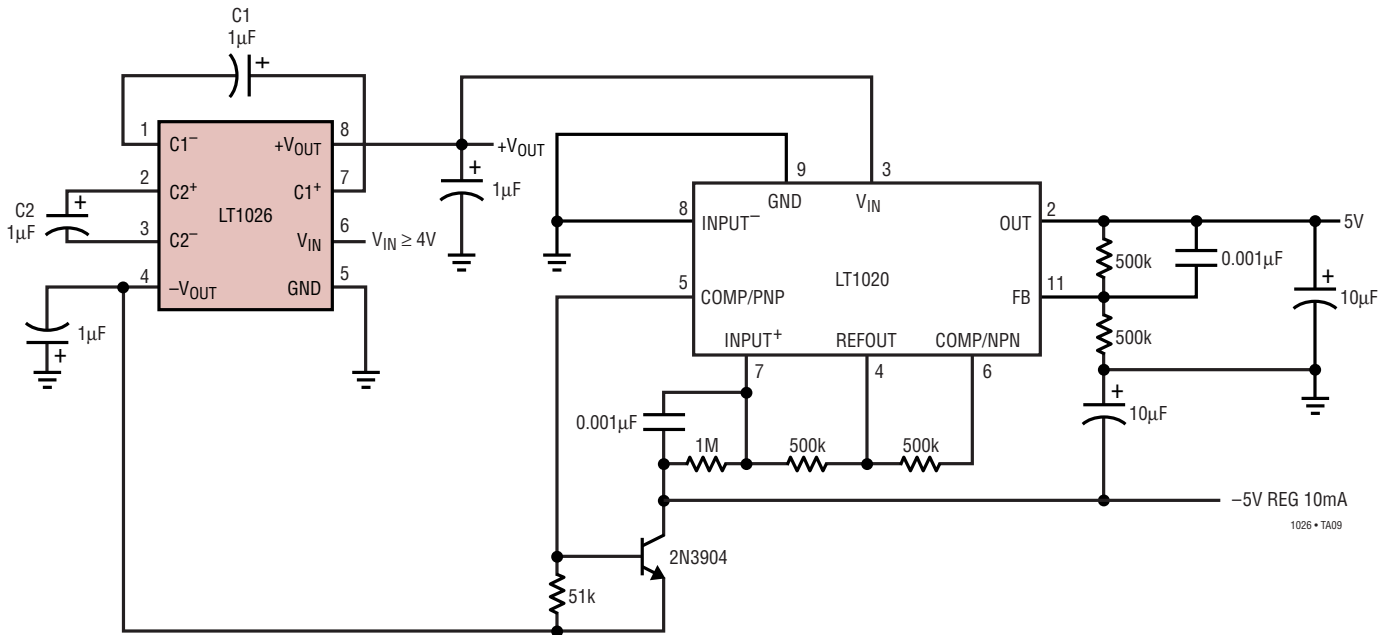 C1
1µF
+
1
C1⁻
+VOUT
8
+VOUT
+
1µF
2
C2⁺
C1⁺
7
C2
1µF
+
LT1026
3
C2⁻
VIN
6
VIN ≥ 4V
4
–VOUT
GND
5
1µF
+
9
3
GND
VIN
8
INPUT⁻
OUT
2
5V
LT1020
500k
0.001µF
5
COMP/PNP
FB
11
+
10µF
INPUT⁺
REFOUT
COMP/NPN
500k
7
4
6
+
10µF
0.001µF
1M
500k
500k
–5V REG 10mA
1026 • TA09
2N3904
51k